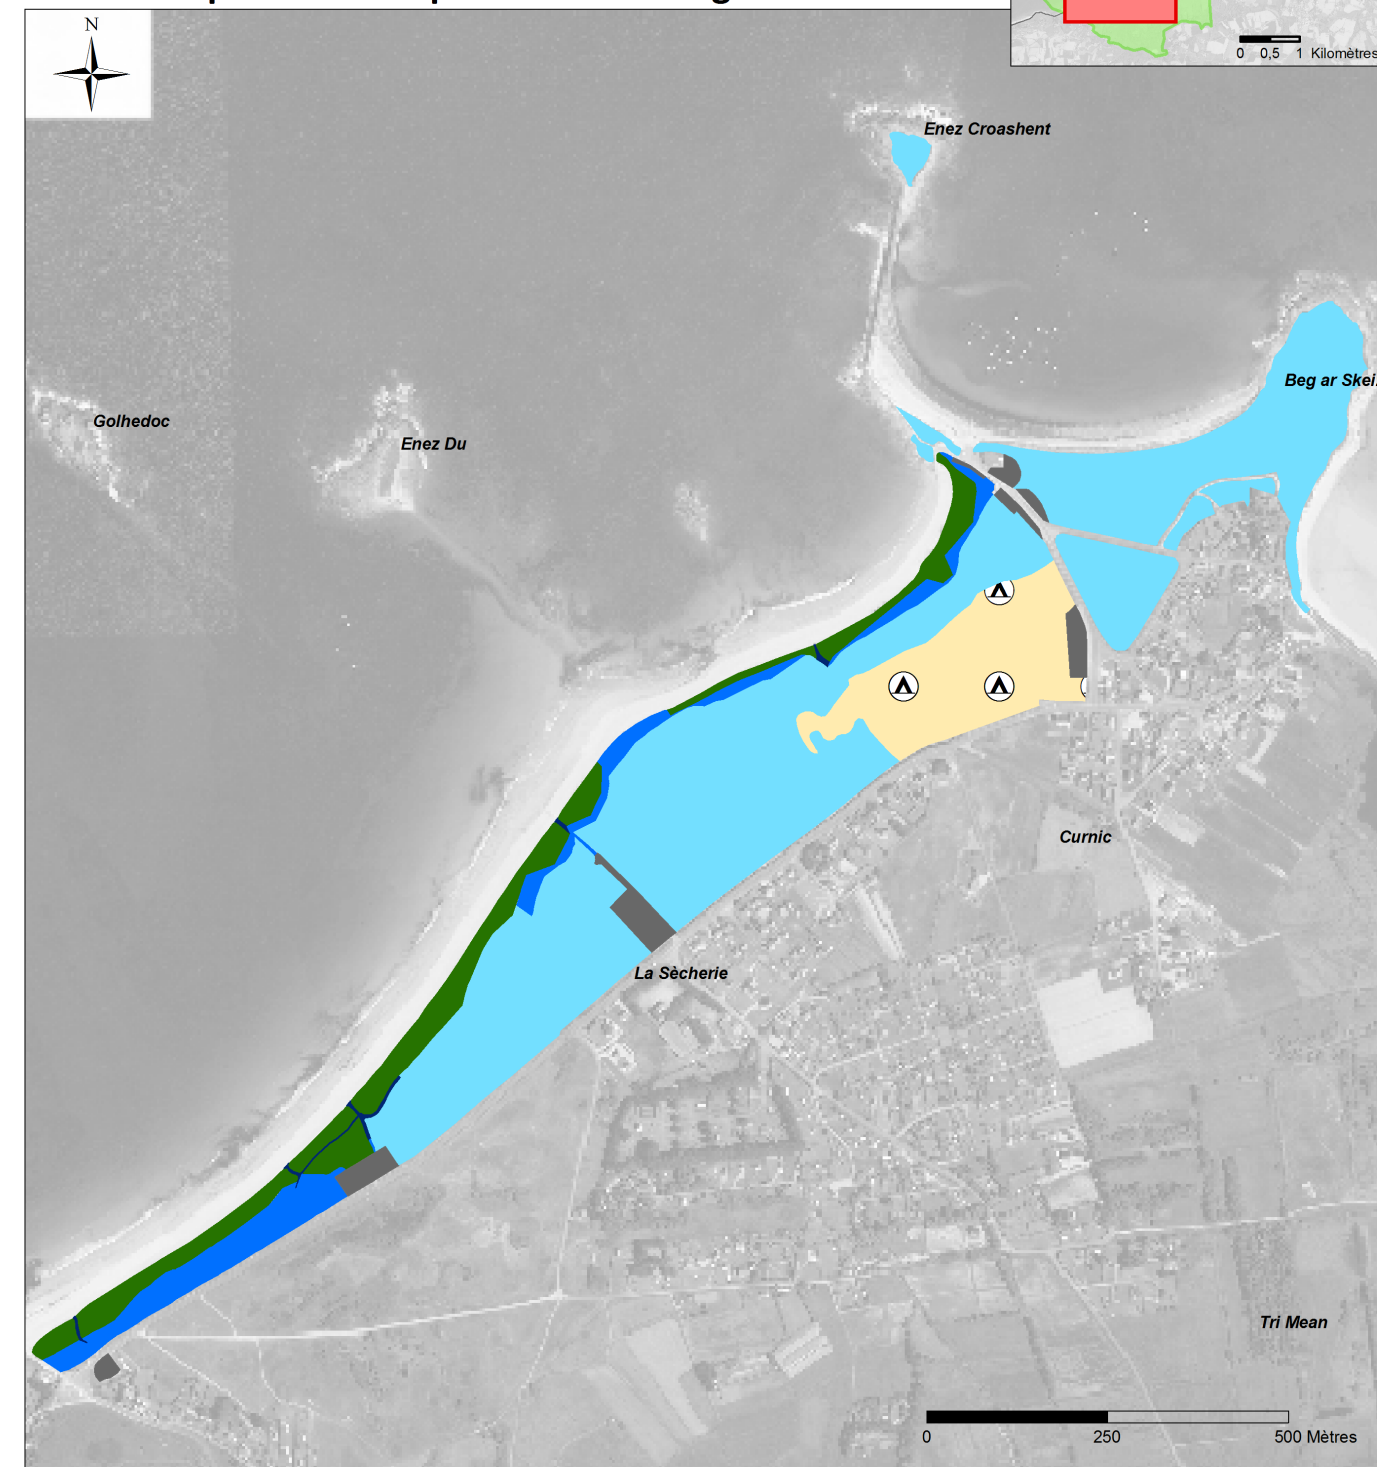 N
0 0,5 1 Kilomètres
Enez Croashent
Beg ar Skei
Golhedoc
Enez Du
Curnic
La Sècherie
Tri Mean
0 250 500 Mètres